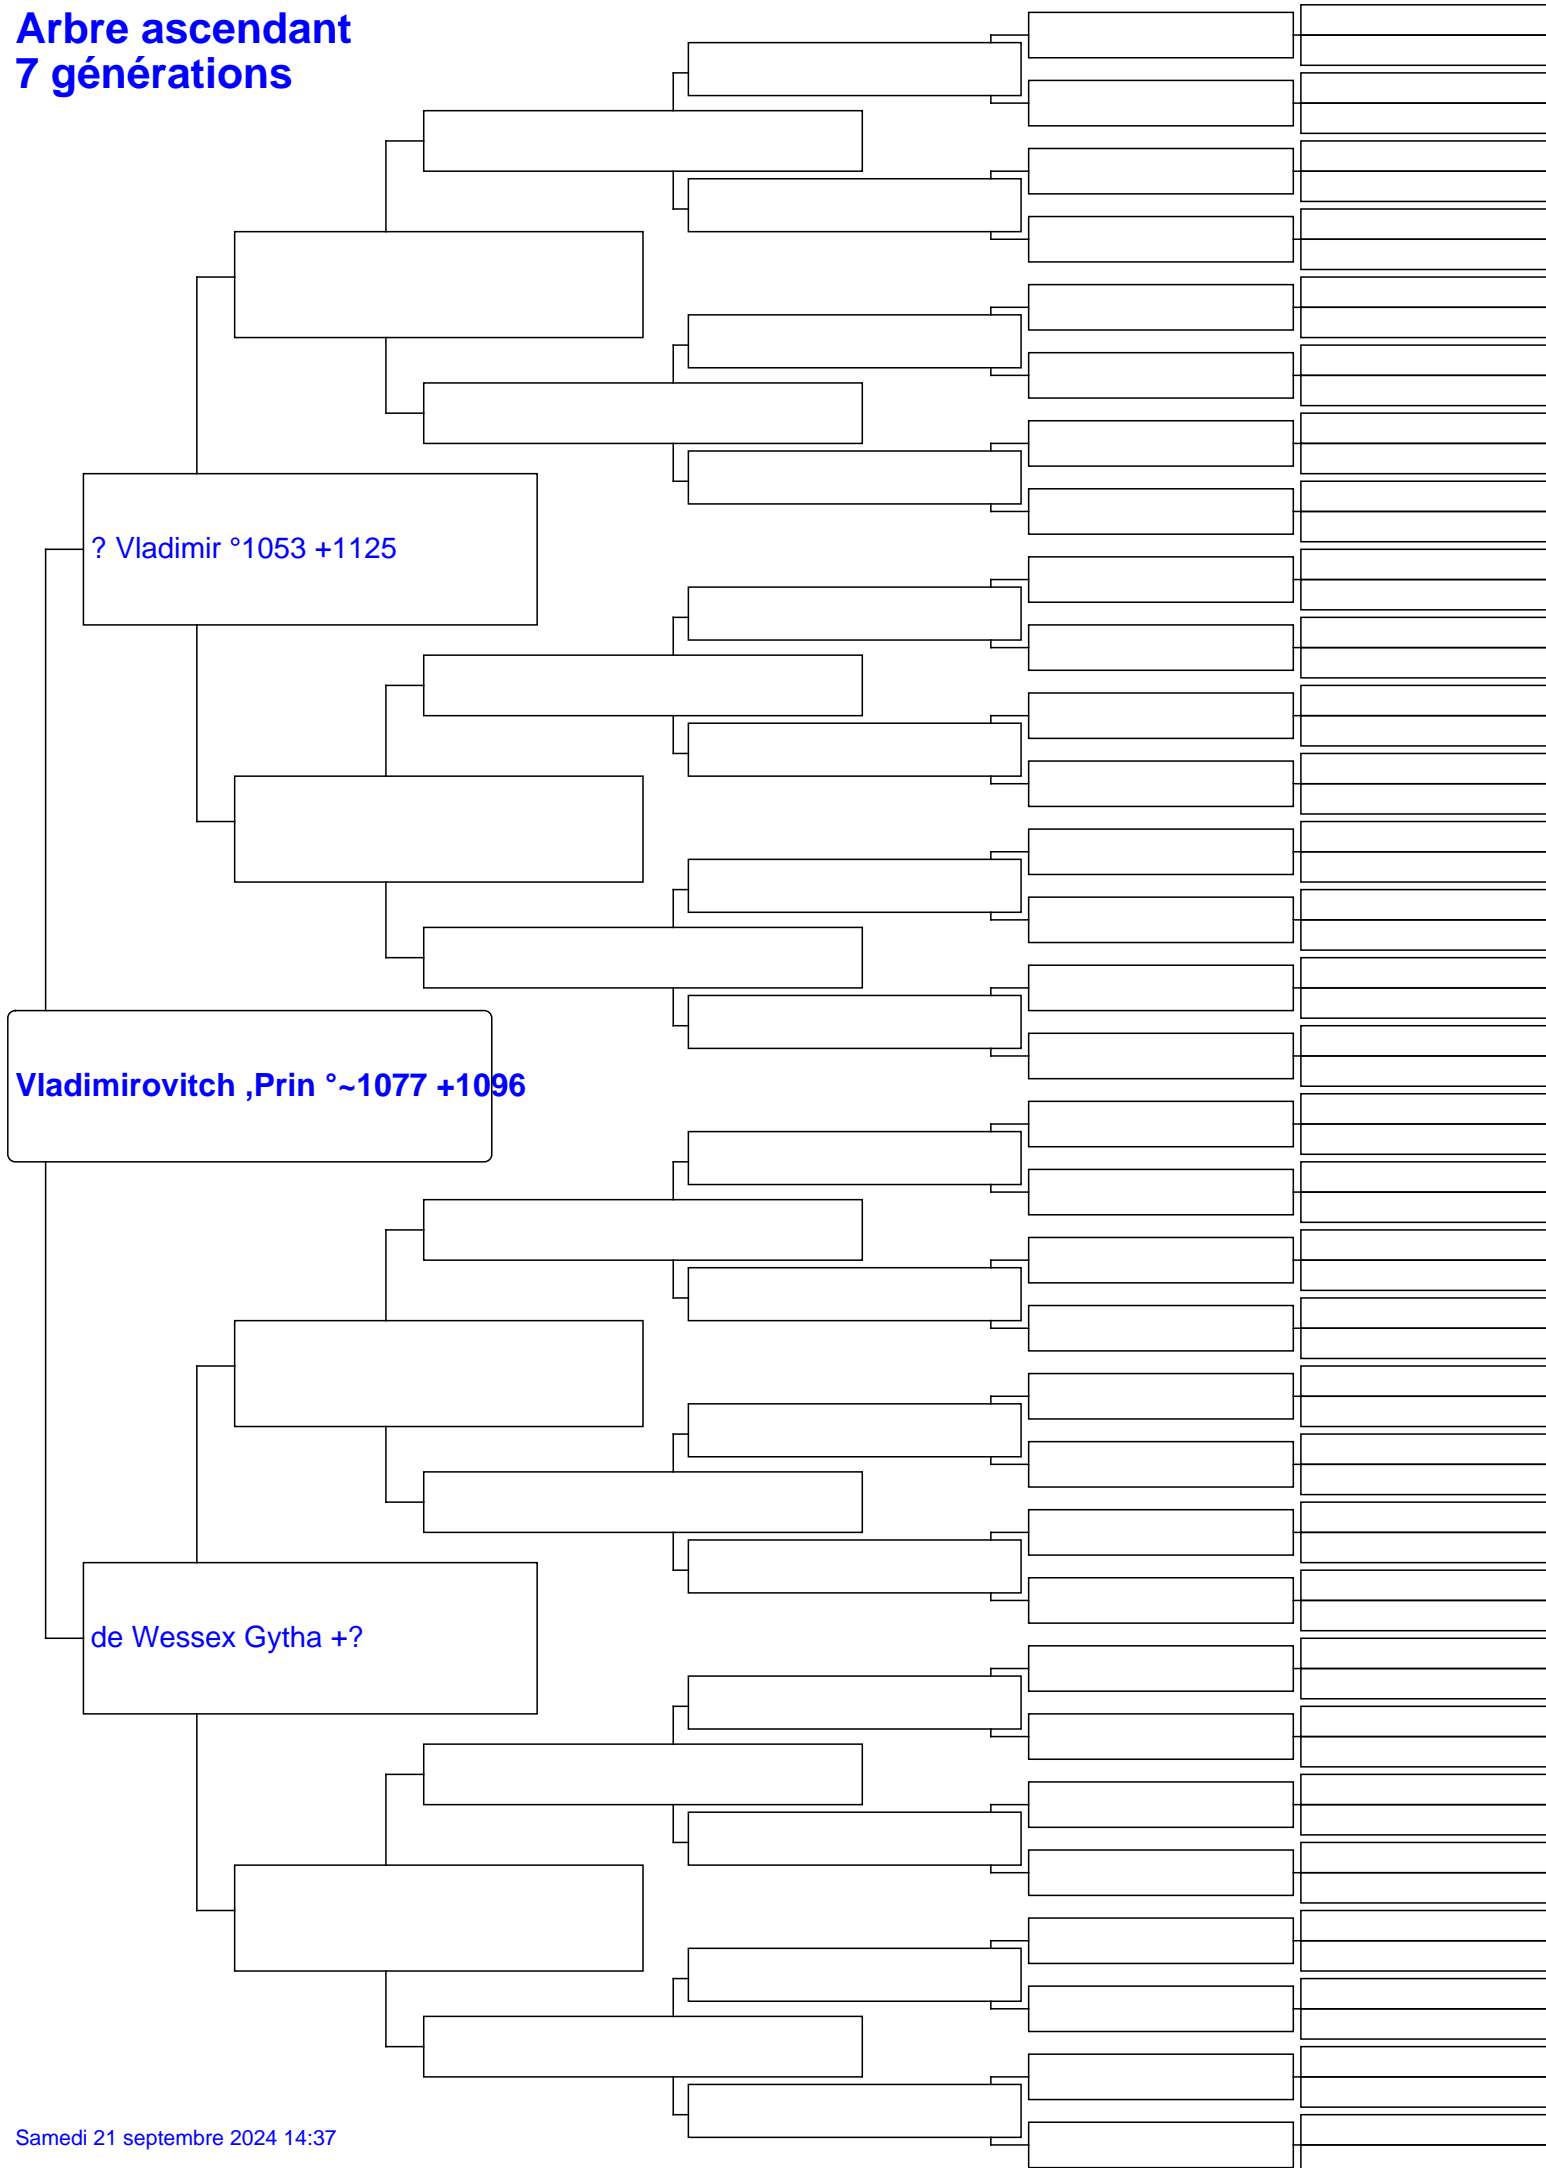 Arbre ascendant
7 générations
? Vladimir °1053 +1125
Vladimirovitch ,Prin °~1077 +1096
de Wessex Gytha +?
Samedi 21 septembre 2024 14:37